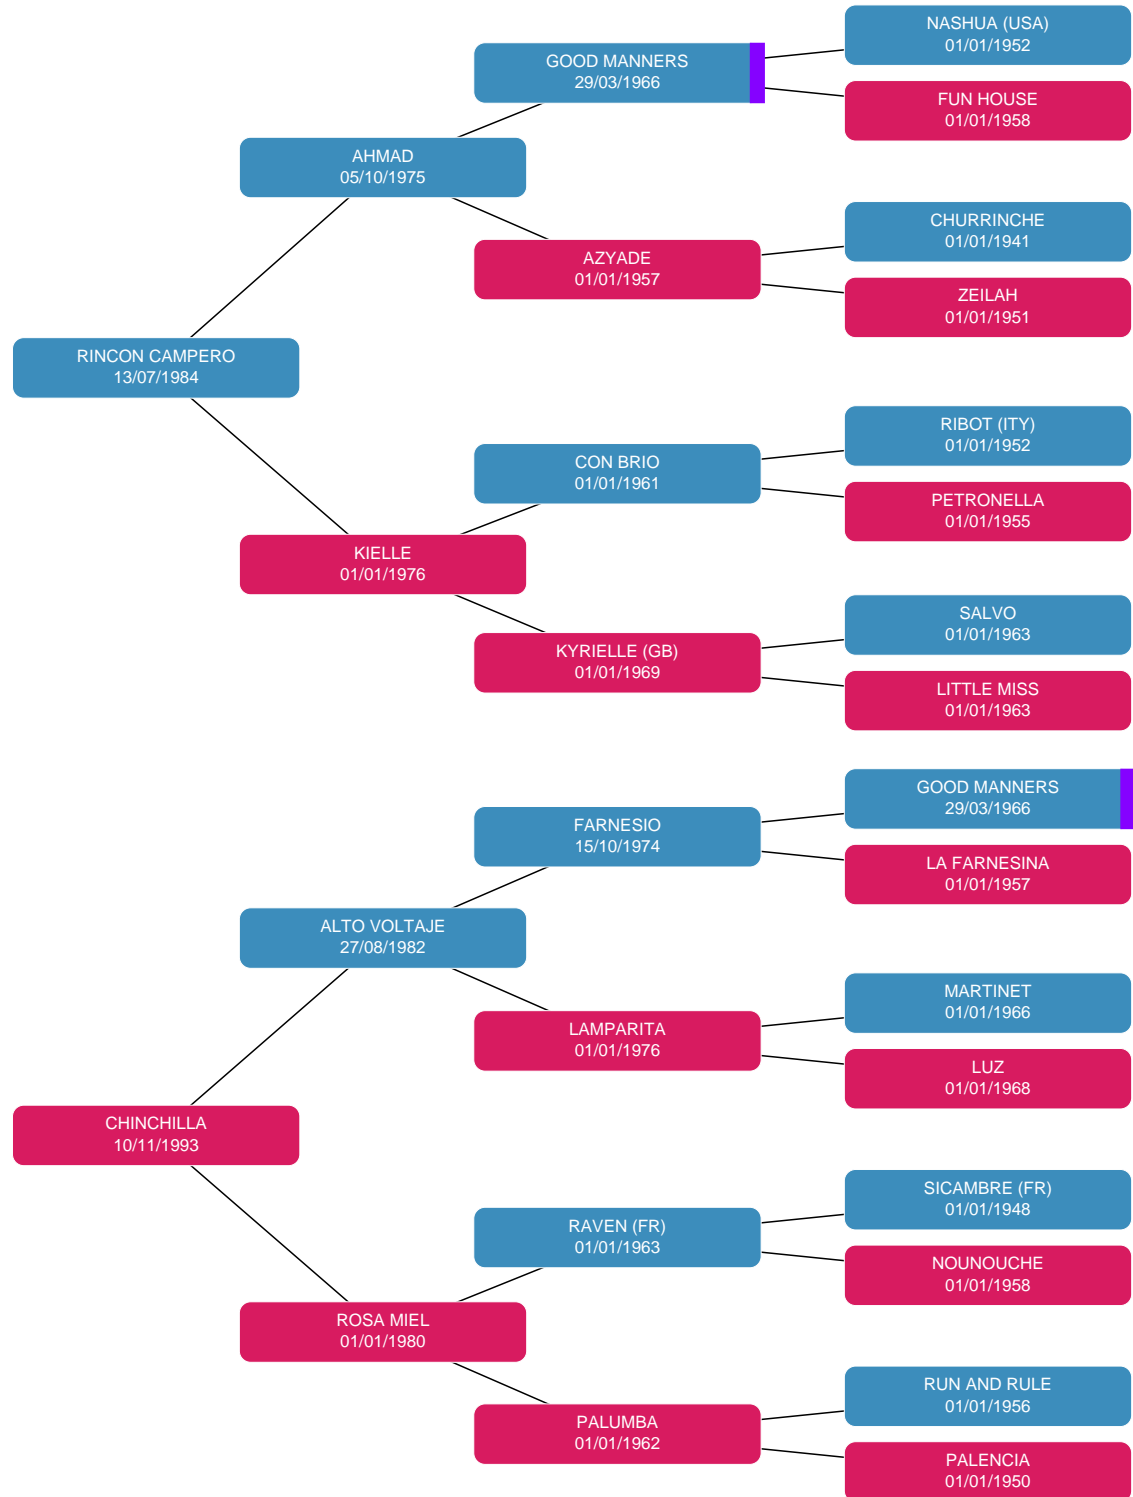 NASHUA (USA)
01/01/1952
GOOD MANNERS
29/03/1966
FUN HOUSE
01/01/1958
AHMAD
05/10/1975
CHURRINCHE
01/01/1941
AZYADE
01/01/1957
ZEILAH
01/01/1951
RINCON CAMPERO
13/07/1984
RIBOT (ITY)
01/01/1952
CON BRIO
01/01/1961
PETRONELLA
01/01/1955
KIELLE
01/01/1976
SALVO
01/01/1963
KYRIELLE (GB)
01/01/1969
LITTLE MISS
01/01/1963
GOOD MANNERS
29/03/1966
FARNESIO
15/10/1974
LA FARNESINA
01/01/1957
ALTO VOLTAJE
27/08/1982
MARTINET
01/01/1966
LAMPARITA
01/01/1976
LUZ
01/01/1968
CHINCHILLA
10/11/1993
SICAMBRE (FR)
01/01/1948
RAVEN (FR)
01/01/1963
NOUNOUCHE
01/01/1958
ROSA MIEL
01/01/1980
RUN AND RULE
01/01/1956
PALUMBA
01/01/1962
PALENCIA
01/01/1950